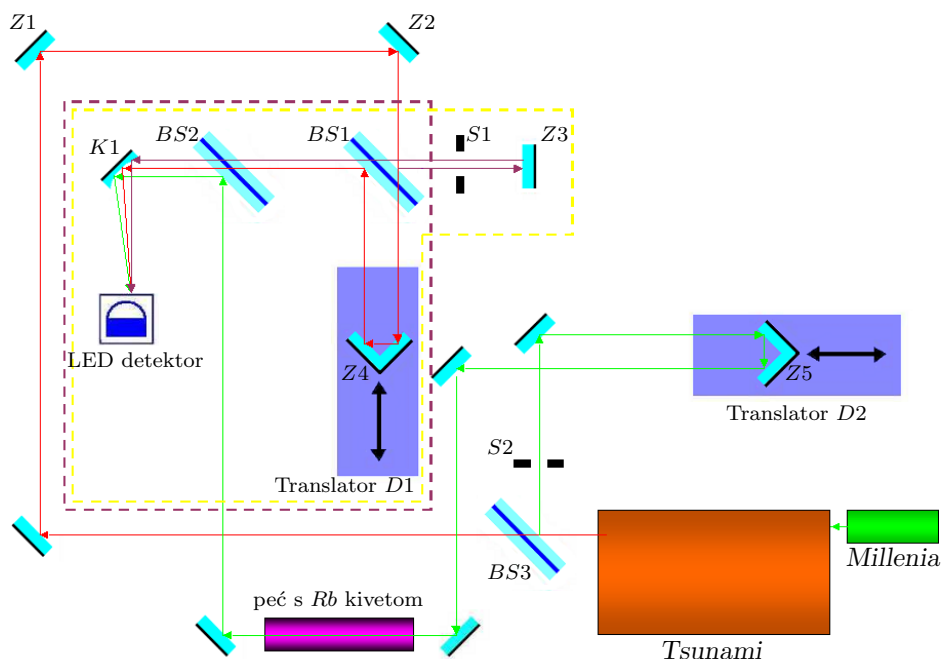 Z1
Z2
K1
BS2
BS1
S1
Z3
LED detektor
Z4
Z5
Translator D2
S2
Translator D1
BS3
Millenia
peć s Rb kivetom
Tsunami